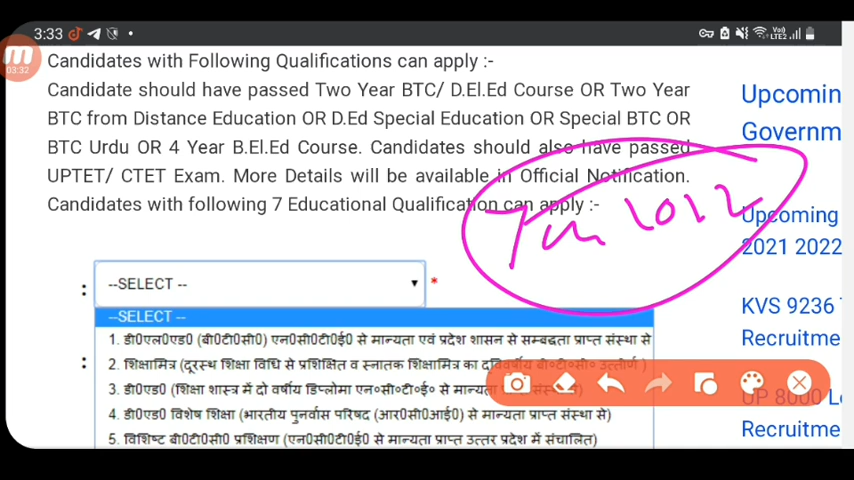 3:33
Vo))
LTE2
m
03:32
Candidates with Following Qualifications can apply :-
Candidate should have passed Two Year BTC/ D.El.Ed Course OR Two Year
BTC from Distance Education OR D.Ed Special Education OR Special BTC OR
BTC Urdu OR 4 Year B.El.Ed Course. Candidates should also have passed
UPTET/ CTET Exam. More Details will be available in Official Notification.
Candidates with following 7 Educational Qualification can apply :-
2012
: --SELECT -- *
--SELECT --
1. डी0एल0एड0 (बी0टी0सी0) एन0सी0टी0ई0 से मान्यता एवं प्रदेश शासन से सम्बद्धता प्राप्त संस्था से
: 2. शिक्षामित्र (दूरस्थ शिक्षा विधि से प्रशिक्षित व स्नातक शिक्षामित्र का द्विवर्षीय बी०टी०सी० उत्तीर्ण )
3. डी0एड0 (शिक्षा शास्त्र में दो वर्षीय डिप्लोमा एन०सी०टी०ई० से मान्यता
4. डी0एड0 विशेष शिक्षा (भारतीय पुनर्वास परिषद (आर0सी0आई0) से मान्यता प्राप्त संस्था से)
5. विशिष्ट बी0टी0सी0 प्रशिक्षण (एन0सी0टी0ई0 से मान्यता प्राप्त उत्तर प्रदेश में संचालित)
Upcomin
Governm
Upcoming
2021 2022
KVS 9236
Recruitme
UP 8000 Le
Recruitme